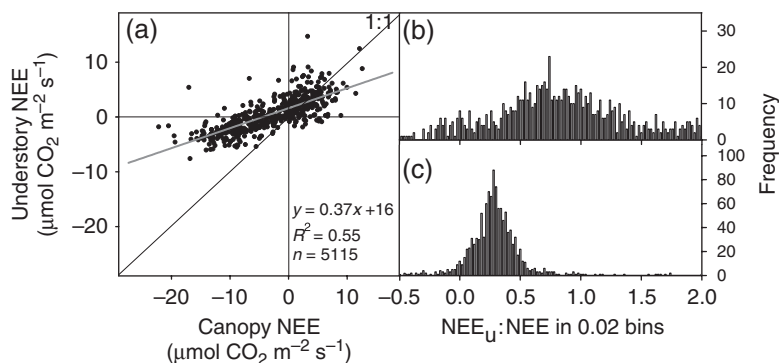 (a)
1:1
10
0
−10
−20
Understory NEE
(μmol CO2 m−2 s−1)
y = 0.37x +16
R2 = 0.55
n = 5115
−20 −10 0 10 −0.5 0.0 0.5 1.0 1.5 2.0
Canopy NEE
(μmol CO2 m−2 s−1)
(b)
30
20
10
0
(c)
100
80
60
40
20
0
Frequency
NEEu:NEE in 0.02 bins